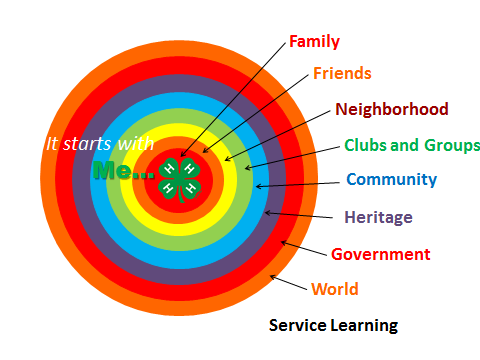 Family
Friends
Neighborhood
It starts with
Me...
H H
H H
Clubs and Groups
Community
Heritage
Government
World
Service Learning